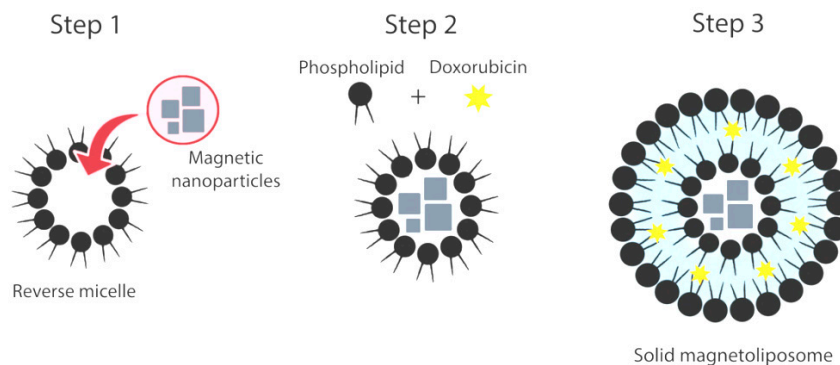 Step 1
Magnetic
nanoparticles
Reverse micelle
Step 2
Phospholipid
+
Doxorubicin
Step 3
Solid magnetoliposome